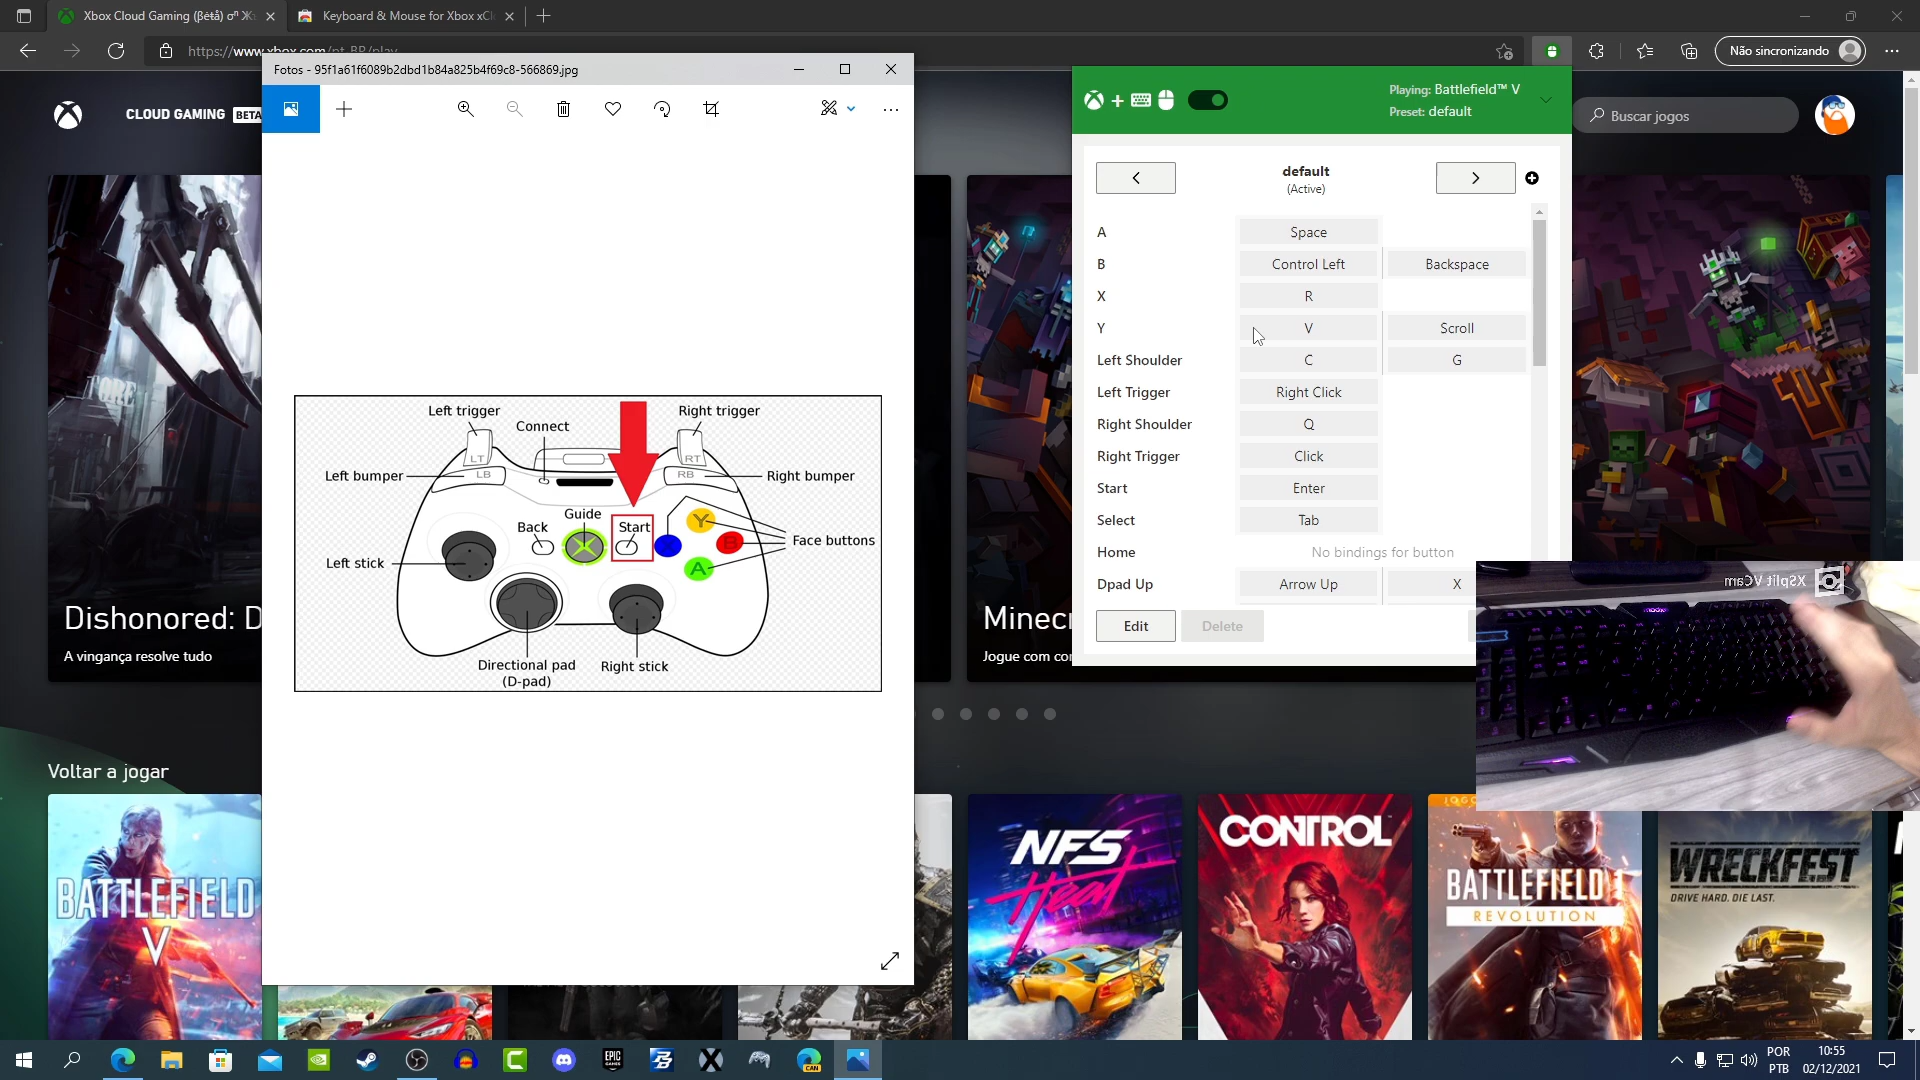 Xbox Cloud Gaming (βėŧå) σⁿ Ж
Keyboard & Mouse for Xbox xCl
https://www.xbox.com/pt-BR/play
Não sincronizando
Fotos - 95f1a61f6089b2dbd1b84a825b4f69c8-566869.jpg
CLOUD GAMING BETA
Playing: Battlefield™ V
Preset: default
Buscar jogos
default
(Active)
A Space
B Control Left Backspace
X R
Y V Scroll
Left Shoulder C G
Left Trigger Right Click
Right Shoulder Q
Right Trigger Click
Start Enter
Select Tab
Home No bindings for button
Dpad Up Arrow Up X
Edit Delete
Left trigger
Right trigger
Connect
LT
RT
Left bumper
LB
RB
Right bumper
Guide
Back
Start
Y
B
A
Face buttons
Left stick
Directional pad
(D-pad)
Right stick
XSplit VCam
Dishonored: D
A vingança resolve tudo
Minec
Jogue com co
Voltar a jogar
BATTLEFIELD
V
NFS
Heat
CONTROL
BATTLEFIELD 1
REVOLUTION
WRECKFEST
DRIVE HARD. DIE LAST.
EPIC
GAMES
CAN
POR
PTB
10:55
02/12/2021